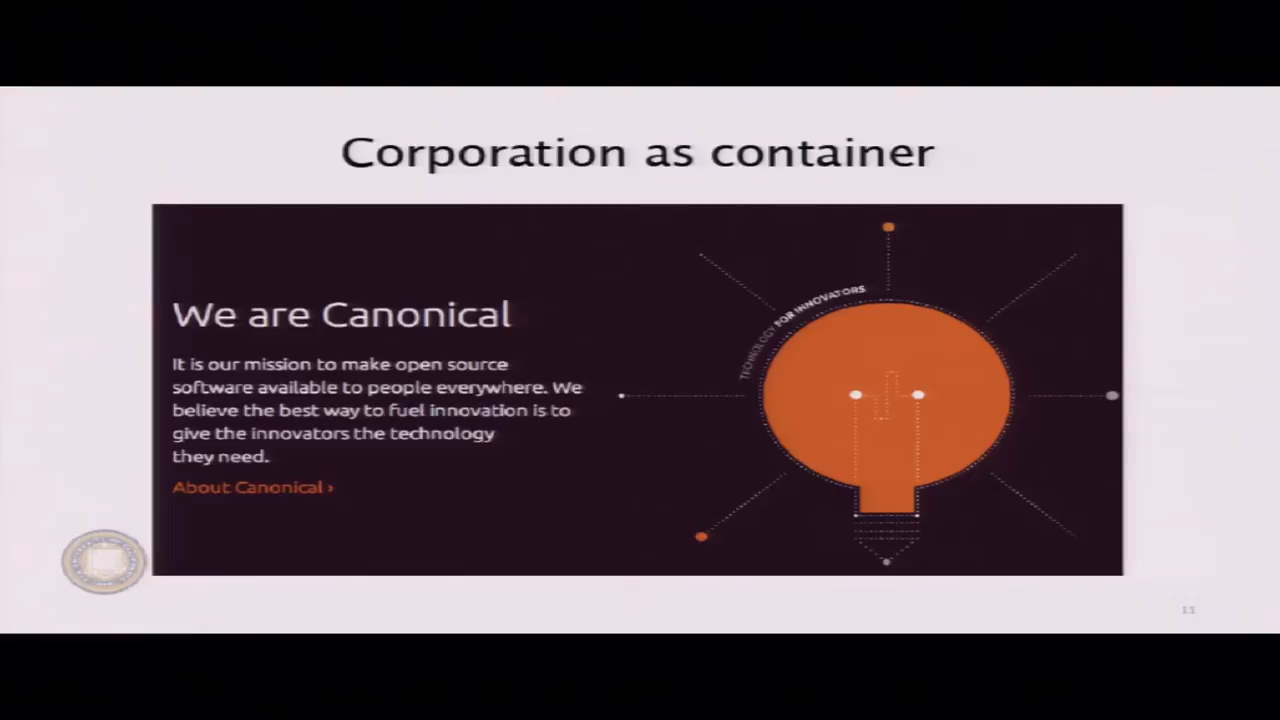 Corporation as container
We are Canonical
It is our mission to make open source
software available to people everywhere. We
believe the best way to fuel innovation is to
give the innovators the technology
they need.
About Canonical ›
TECHNOLOGY FOR INNOVATORS
11